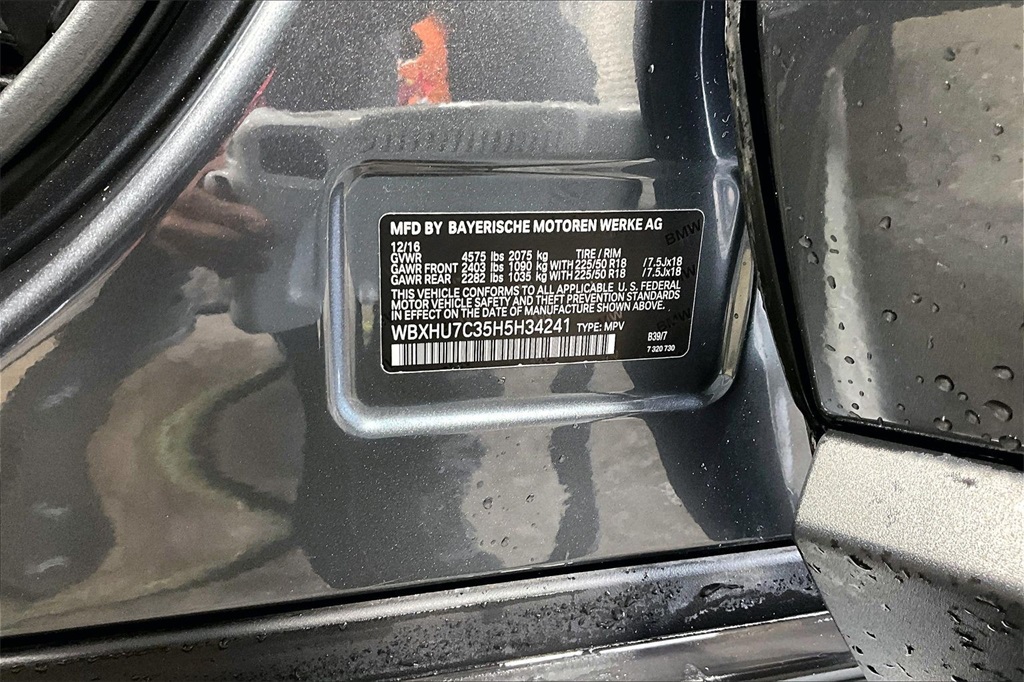 MFD BY BAYERISCHE MOTOREN WERKE AG
12/16
GVWR 4575 lbs 2075 kg TIRE / RIM
GAWR FRONT 2403 lbs 1090 kg WITH 225/50 R18 /7.5Jx18
GAWR REAR 2282 lbs 1035 kg WITH 225/50 R18 /7.5Jx18
THIS VEHICLE CONFORMS TO ALL APPLICABLE U. S. FEDERAL
MOTOR VEHICLE SAFETY AND THEFT PREVENTION STANDARDS
IN EFFECT ON THE DATE OF MANUFACTURE SHOWN ABOVE.
WBXHU7C35H5H34241 TYPE: MPV B39/7
7 320 730
BMW